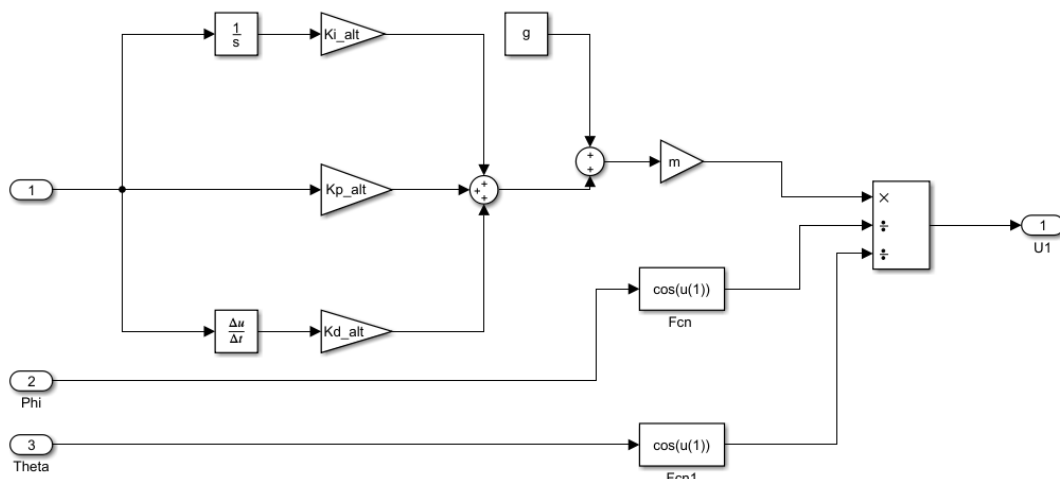 1
s
Ki_alt
g
+
+
m
1
Kp_alt
+
+
+
×
÷
÷
1
U1
cos(u(1))
Fcn
Δu
Δt
Kd_alt
2
Phi
3
Theta
cos(u(1))
Fcn1